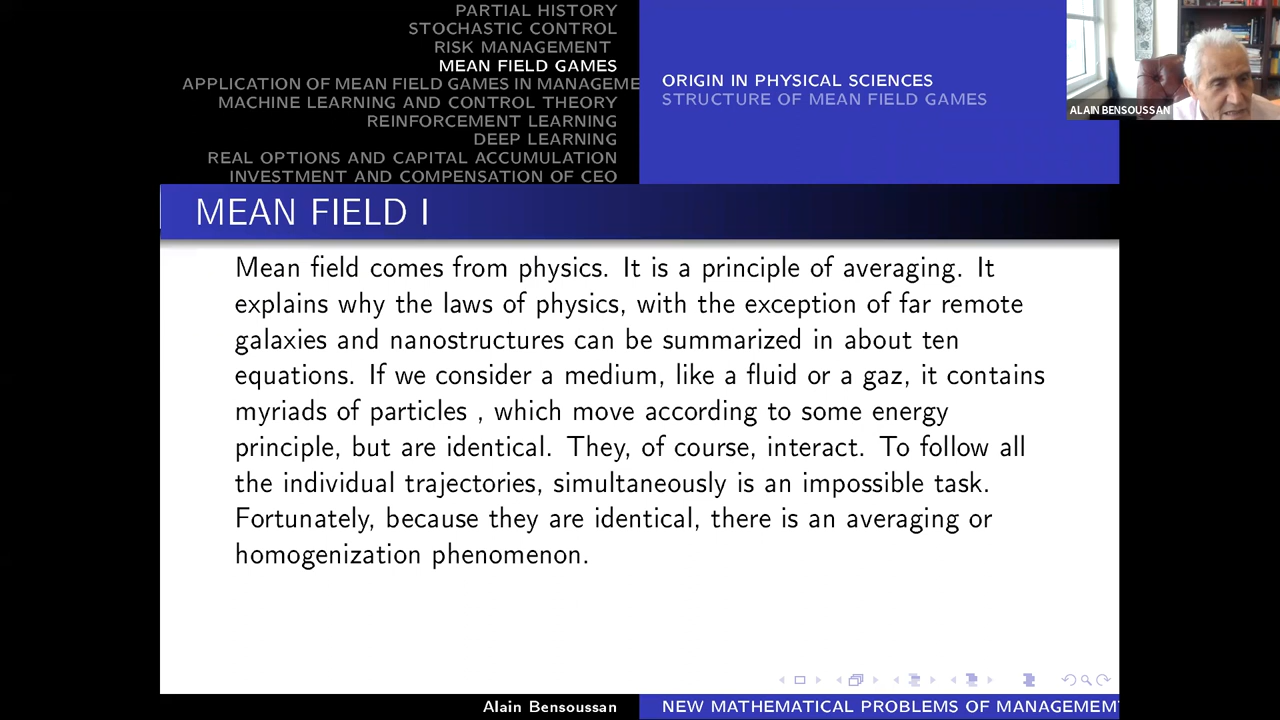 PARTIAL HISTORY
STOCHASTIC CONTROL
RISK MANAGEMENT
MEAN FIELD GAMES
APPLICATION OF MEAN FIELD GAMES IN MANAGEME
MACHINE LEARNING AND CONTROL THEORY
REINFORCEMENT LEARNING
DEEP LEARNING
REAL OPTIONS AND CAPITAL ACCUMULATION
INVESTMENT AND COMPENSATION OF CEO
ORIGIN IN PHYSICAL SCIENCES
STRUCTURE OF MEAN FIELD GAMES
ALAIN BENSOUSSAN
MEAN FIELD I
Mean field comes from physics. It is a principle of averaging. It
explains why the laws of physics, with the exception of far remote
galaxies and nanostructures can be summarized in about ten
equations. If we consider a medium, like a fluid or a gaz, it contains
myriads of particles , which move according to some energy
principle, but are identical. They, of course, interact. To follow all
the individual trajectories, simultaneously is an impossible task.
Fortunately, because they are identical, there is an averaging or
homogenization phenomenon.
Alain Bensoussan
NEW MATHEMATICAL PROBLEMS OF MANAGEMENT